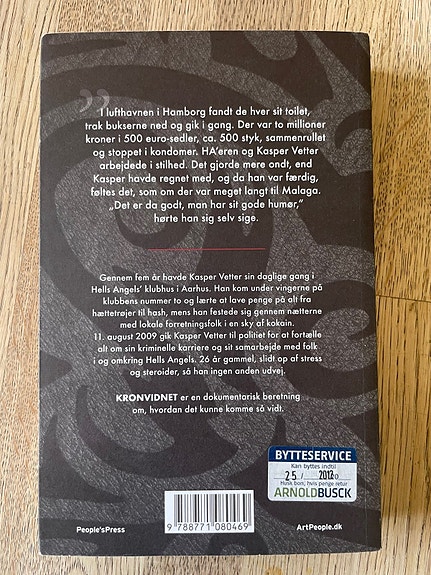 ”
I lufthavnen i Hamborg fandt de hver sit toilet,
trak bukserne ned og gik i gang. Der var to millioner
kroner i 500 euro-sedler, ca. 500 styk, sammenrullet
og stoppet i kondomer. HA'eren og Kasper Vetter
arbejdede i stilhed. Det gjorde mere ondt, end
Kasper havde regnet med, og da han var færdig,
føltes det, som om der var meget langt til Malaga.
„Det er da godt, man har sit gode humør,”
hørte han sig selv sige.
Gennem fem år havde Kasper Vetter sin daglige gang i
Hells Angels' klubhus i Aarhus. Han kom under vingerne på
klubbens nummer to og lærte at lave penge på alt fra
hættetrøjer til hash, mens han festede sig gennem nætterne
med lokale forretningsfolk i en sky af kokain.
11. august 2009 gik Kasper Vetter til politiet for at fortælle
alt om sin kriminelle karriere og sit samarbejde med folk
i og omkring Hells Angels. 26 år gammel, slidt op af stress
og steroider, så han ingen anden udvej.
KRONVIDNET er en dokumentarisk beretning
om, hvordan det kunne komme så vidt.
BYTTESERVICE
Kan byttes indtil
25 /
Husk bon, hvis penge retur
ARNOLDBUSCK
9 788771 080469
People'sPress
ArtPeople.dk